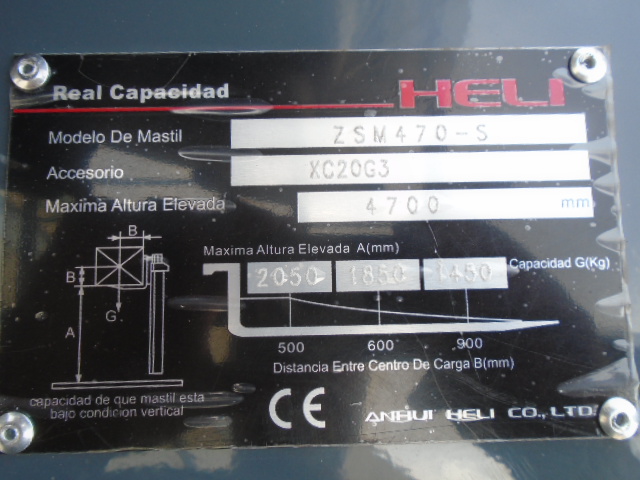 Real Capacidad HELI
Modelo De Mastil ZSM470-S
Accesorio XC20G3
Maxima Altura Elevada 4700 mm
B
B
A
G
Maxima Altura Elevada A(mm)
2050 1850 1450 Capacidad G(Kg)
500 600 900
Distancia Entre Centro De Carga B(mm)
capacidad de que mastil esta
bajo condicion vertical
CE ANHUI HELI CO., LTD.